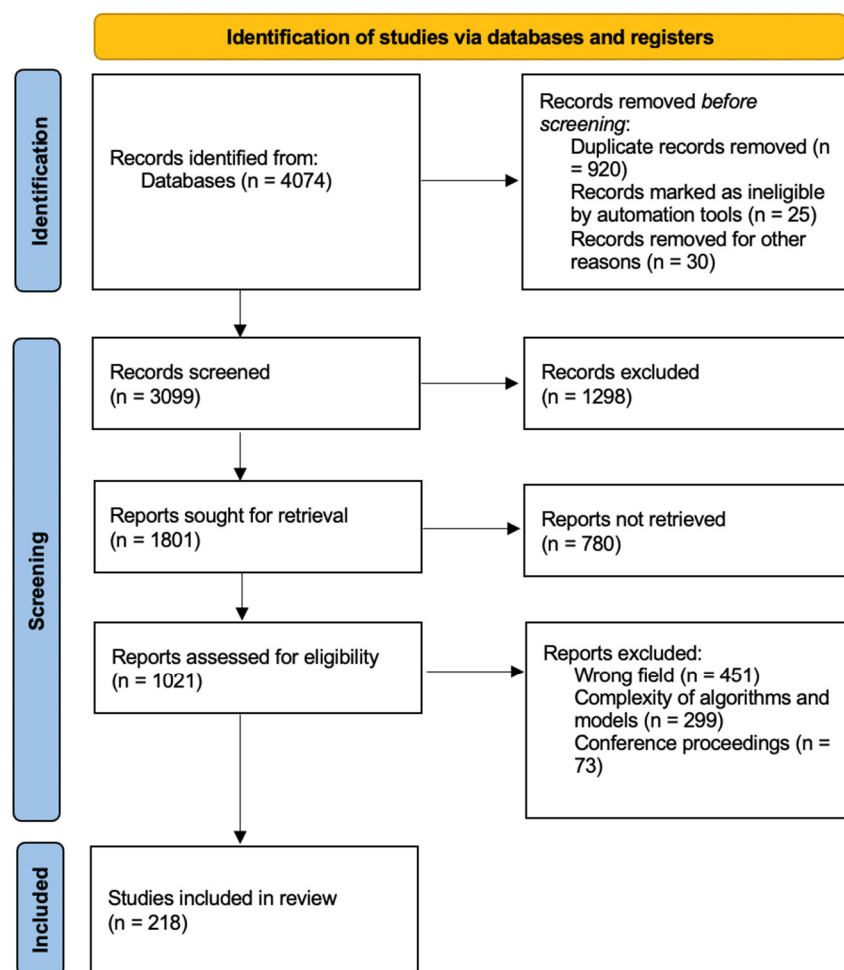 Identification of studies via databases and registers
Identification
Records identified from:
Databases (n = 4074)
Records removed before
screening:
Duplicate records removed (n
= 920)
Records marked as ineligible
by automation tools (n = 25)
Records removed for other
reasons (n = 30)
Screening
Records screened
(n = 3099)
Records excluded
(n = 1298)
Reports sought for retrieval
(n = 1801)
Reports not retrieved
(n = 780)
Reports assessed for eligibility
(n = 1021)
Reports excluded:
Wrong field (n = 451)
Complexity of algorithms and
models (n = 299)
Conference proceedings (n =
73)
Included
Studies included in review
(n = 218)